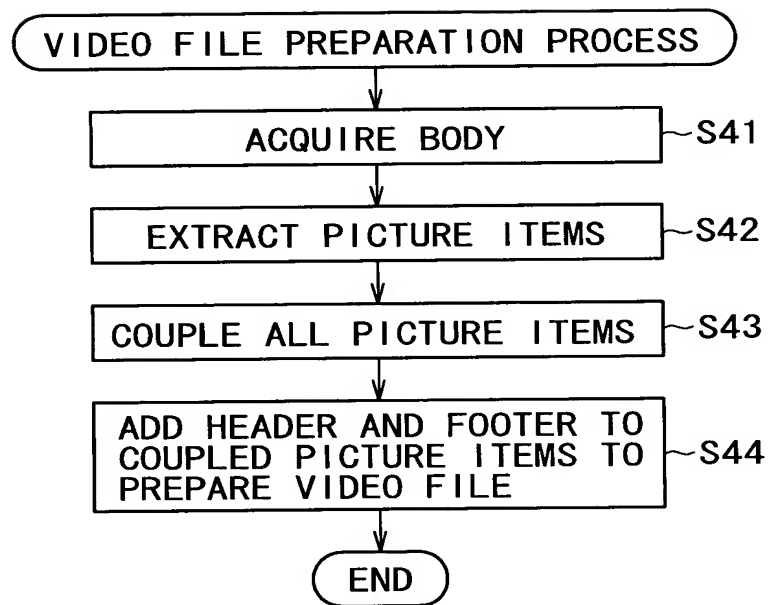 VIDEO FILE PREPARATION PROCESS
ACQUIRE BODY
S41
EXTRACT PICTURE ITEMS
S42
COUPLE ALL PICTURE ITEMS
S43
ADD HEADER AND FOOTER TO
COUPLED PICTURE ITEMS TO
PREPARE VIDEO FILE
S44
END